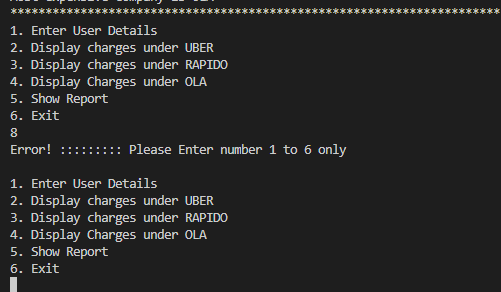 **********************************************************************
1. Enter User Details
2. Display charges under UBER
3. Display Charges under RAPIDO
4. Display Charges under OLA
5. Show Report
6. Exit
8
Error! ::::::::: Please Enter number 1 to 6 only
1. Enter User Details
2. Display charges under UBER
3. Display Charges under RAPIDO
4. Display Charges under OLA
5. Show Report
6. Exit